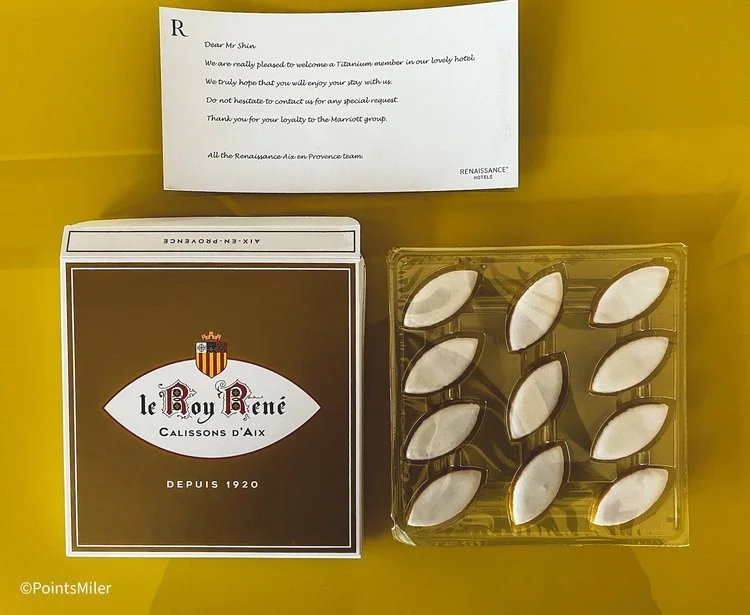 R
Dear Mr Shin
We are really pleased to welcome a Titanium member in our lovely hotel.
We truly hope that you will enjoy your stay with us.
Do not hesitate to contact us for any special request.
Thank you for your loyalty to the Marriott group.
All the Renaissance Aix en Provence team.
RENAISSANCE
HOTELS
AIX-EN-PROVENCE
le Roy René
CALISSONS D'AIX
DEPUIS 1920
©PointsMiler